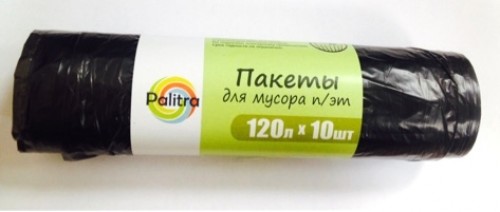 Palitra
Пакеты
для мусора п/эт
120л x 10шт